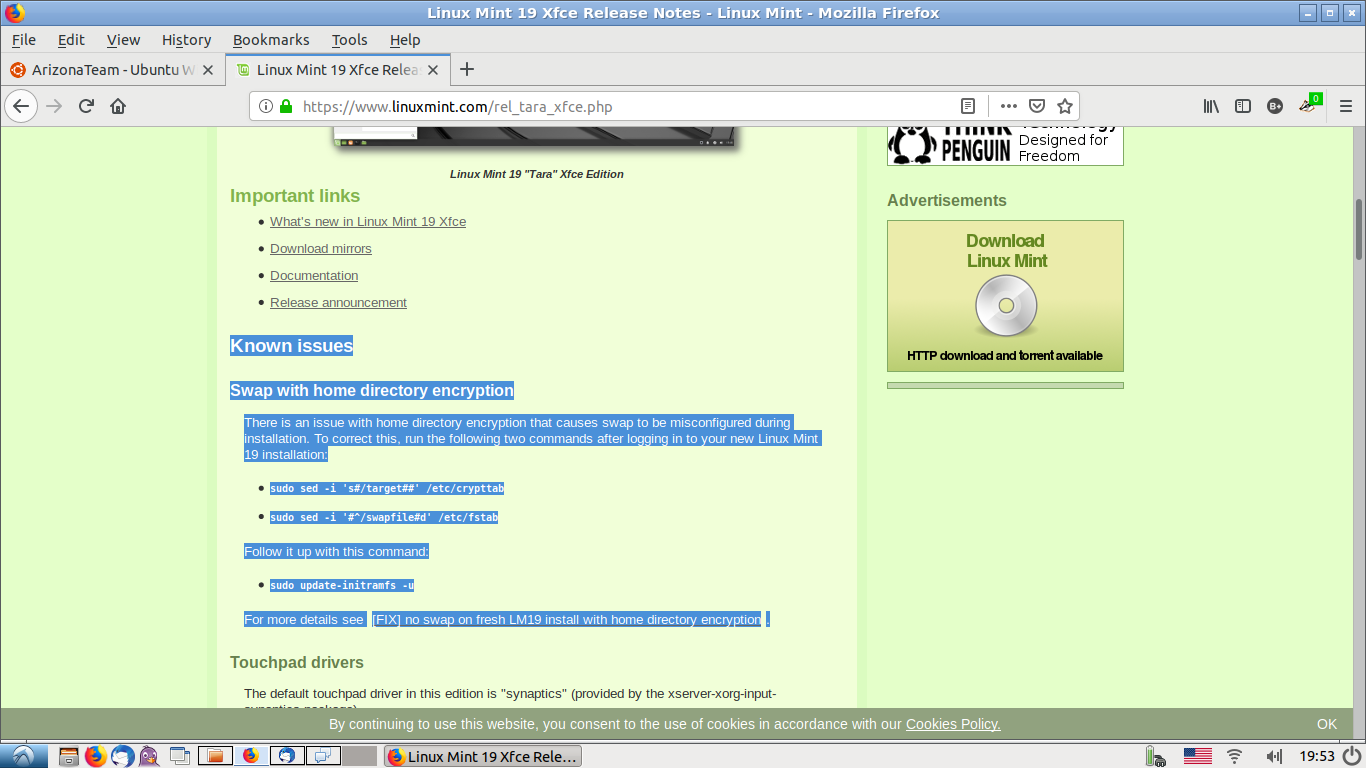 Linux Mint 19 Xfce Release Notes - Linux Mint - Mozilla Firefox
File Edit View History Bookmarks Tools Help
ArizonaTeam - Ubuntu W
Linux Mint 19 Xfce Relea
https://www.linuxmint.com/rel_tara_xfce.php
0
Linux Mint 19 "Tara" Xfce Edition
Important links
• What's new in Linux Mint 19 Xfce
• Download mirrors
• Documentation
• Release announcement
Known issues
Swap with home directory encryption
There is an issue with home directory encryption that causes swap to be misconfigured during
installation. To correct this, run the following two commands after logging in to your new Linux Mint
19 installation:
• sudo sed -i 's#/target##' /etc/crypttab
• sudo sed -i '#^/swapfile#d' /etc/fstab
Follow it up with this command:
• sudo update-initramfs -u
For more details see [FIX] no swap on fresh LM19 install with home directory encryption .
Touchpad drivers
The default touchpad driver in this edition is "synaptics" (provided by the xserver-xorg-input-
THINK
PENGUIN
Technology
Designed for
Freedom
Advertisements
Download
Linux Mint
HTTP download and torrent available
By continuing to use this website, you consent to the use of cookies in accordance with our Cookies Policy.
OK
Linux Mint 19 Xfce Rele...
19:53